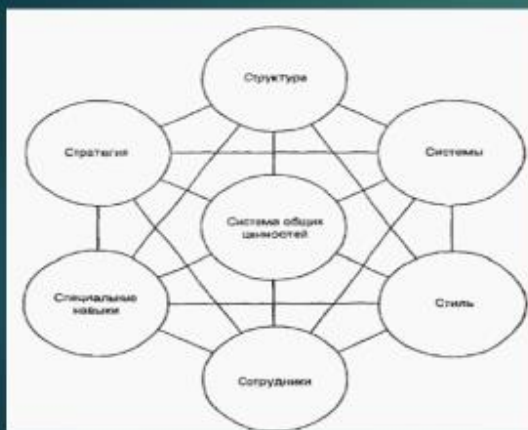 Структура
Стратегия
Системы
Система общих
ценностей
Специальные
навыки
Стиль
Сотрудники